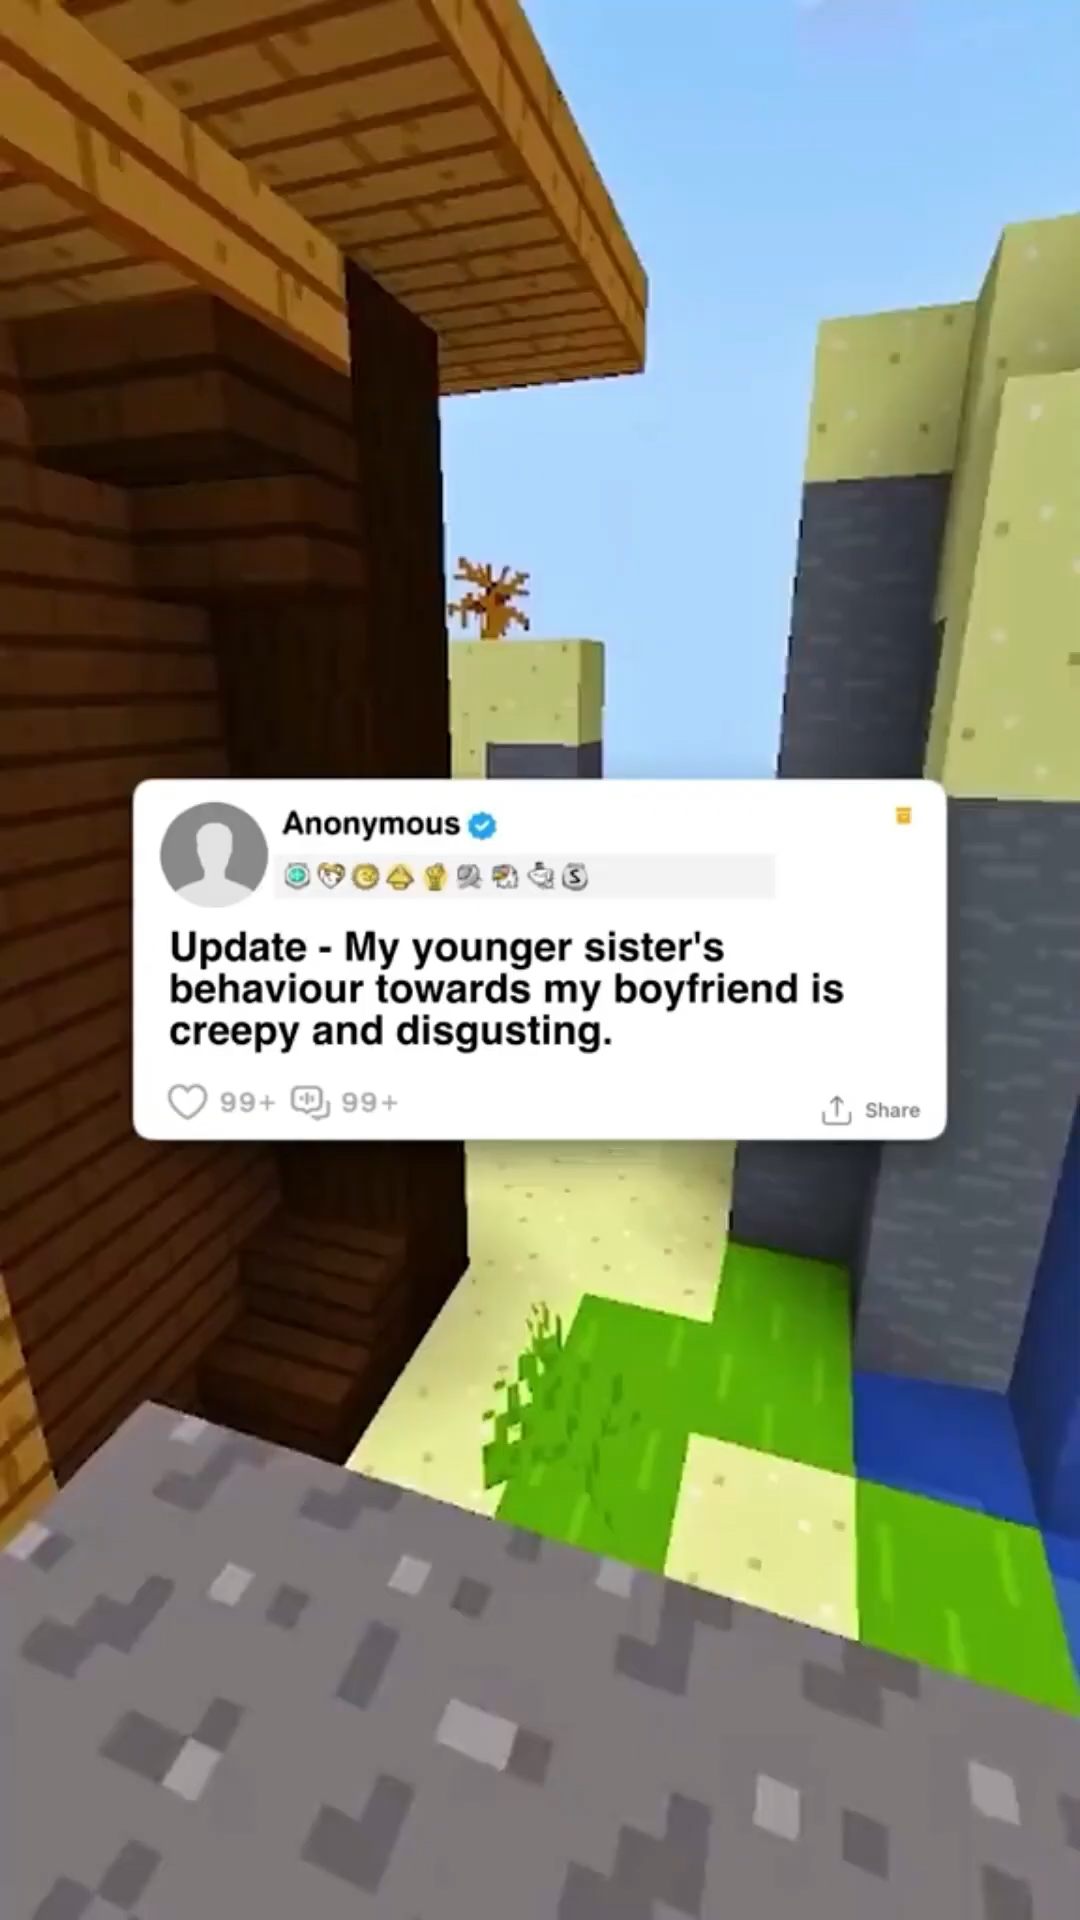 Anonymous
Update - My younger sister's
behaviour towards my boyfriend is
creepy and disgusting.
99+ 99+
Share